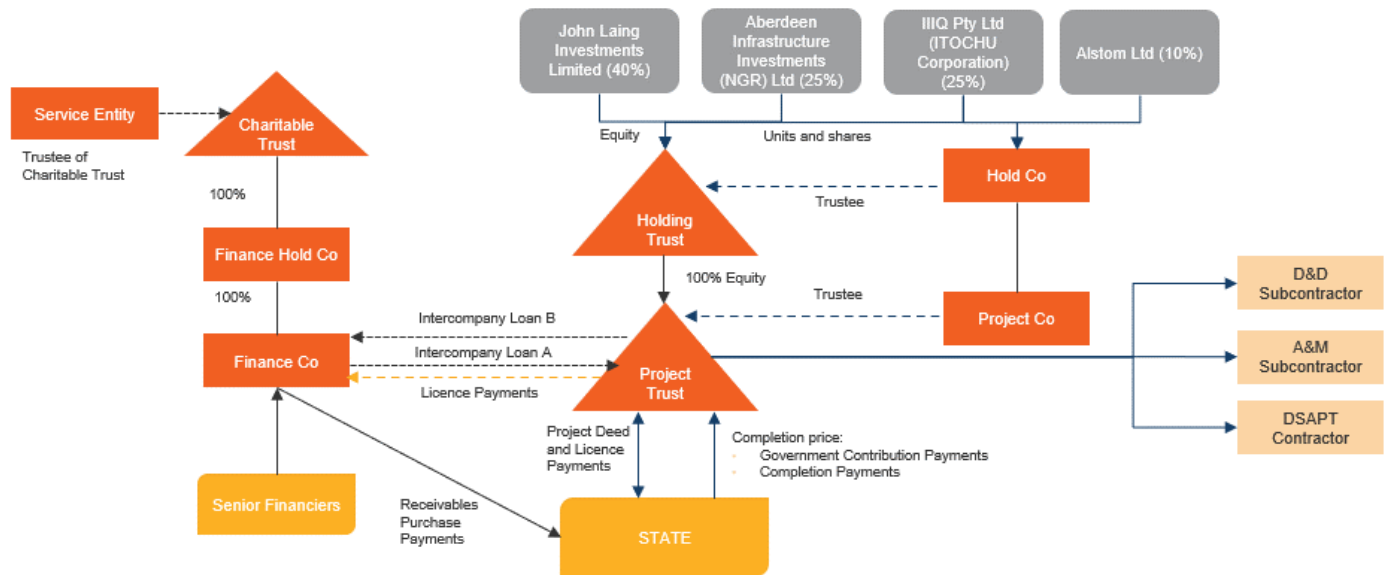 John Laing
Investments
Limited (40%)
Aberdeen
Infrastructure
Investments
(NGR) Ltd (25%)
IIIQ Pty Ltd
(ITOCHU
Corporation)
(25%)
Alstom Ltd (10%)
Service Entity
Trustee of
Charitable Trust
Charitable
Trust
Equity
Units and shares
100%
Hold Co
Trustee
Holding
Trust
Finance Hold Co
100%
100% Equity
Trustee
Project Co
D&D
Subcontractor
Intercompany Loan B
Finance Co
Intercompany Loan A
Licence Payments
Project
Trust
A&M
Subcontractor
DSAPT
Contractor
Project Deed
and Licence
Payments
Completion price:
Government Contribution Payments
Completion Payments
Senior Financiers
Receivables
Purchase
Payments
STATE